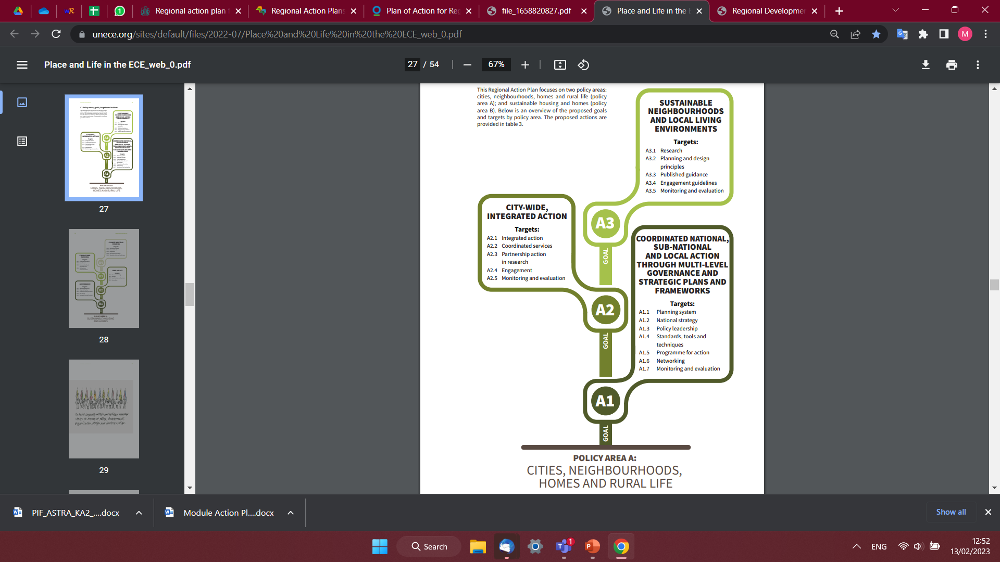 Regional action plan f
Regional Action Plans
Plan of Action for Reg
file_1658820827.pdf
Place and Life in the E
Regional Developmen
unece.org/sites/default/files/2022-07/Place%20and%20Life%20in%20the%20ECE_web_0.pdf
M
Place and Life in the ECE_web_0.pdf
27 / 54
67%
27
28
29
This Regional Action Plan focuses on two policy areas:
cities, neighbourhoods, homes and rural life (policy
area A); and sustainable housing and homes (policy
area B). Below is an overview of the proposed goals
and targets by policy area. The proposed actions are
provided in table 3.
SUSTAINABLE
NEIGHBOURHOODS
AND LOCAL LIVING
ENVIRONMENTS
Targets:
A3.1 Research
A3.2 Planning and design
principles
A3.3 Published guidance
A3.4 Engagement guidelines
A3.5 Monitoring and evaluation
A3
GOAL
CITY-WIDE,
INTEGRATED ACTION
Targets:
A2.1 Integrated action
A2.2 Coordinated services
A2.3 Partnership action
in research
A2.4 Engagement
A2.5 Monitoring and evaluation
A2
GOAL
COORDINATED NATIONAL,
SUB-NATIONAL
AND LOCAL ACTION
THROUGH MULTI-LEVEL
GOVERNANCE AND
STRATEGIC PLANS AND
FRAMEWORKS
Targets:
A1.1 Planning system
A1.2 National strategy
A1.3 Policy leadership
A1.4 Standards, tools and
techniques
A1.5 Programme for action
A1.6 Networking
A1.7 Monitoring and evaluation
A1
GOAL
POLICY AREA A:
CITIES, NEIGHBOURHOODS,
HOMES AND RURAL LIFE
PIF_ASTRA_KA2_....docx
Module Action Pl....docx
Show all
Search
1
ENG
12:52
13/02/2023